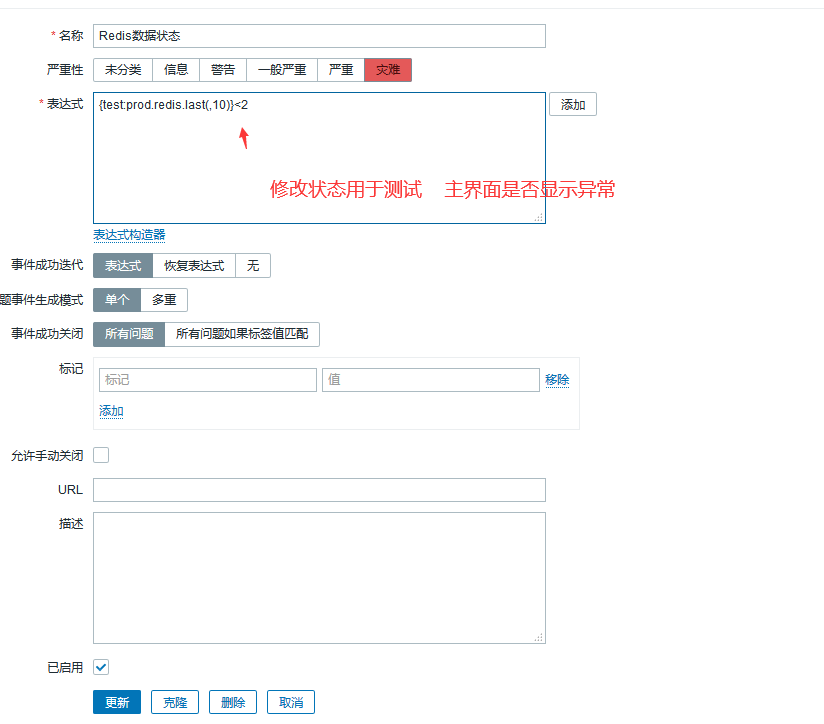 * 名称 Redis数据状态
严重性 未分类 信息 警告 一般严重 严重 灾难
* 表达式 {test:prod.redis.last(,10)}<2 添加
修改状态用于测试 主界面是否显示异常
表达式构造器
事件成功迭代 表达式 恢复表达式 无
题事件生成模式 单个 多重
事件成功关闭 所有问题 所有问题如果标签值匹配
标记 标记 值 移除
添加
允许手动关闭
URL
描述
已启用
更新 克隆 删除 取消